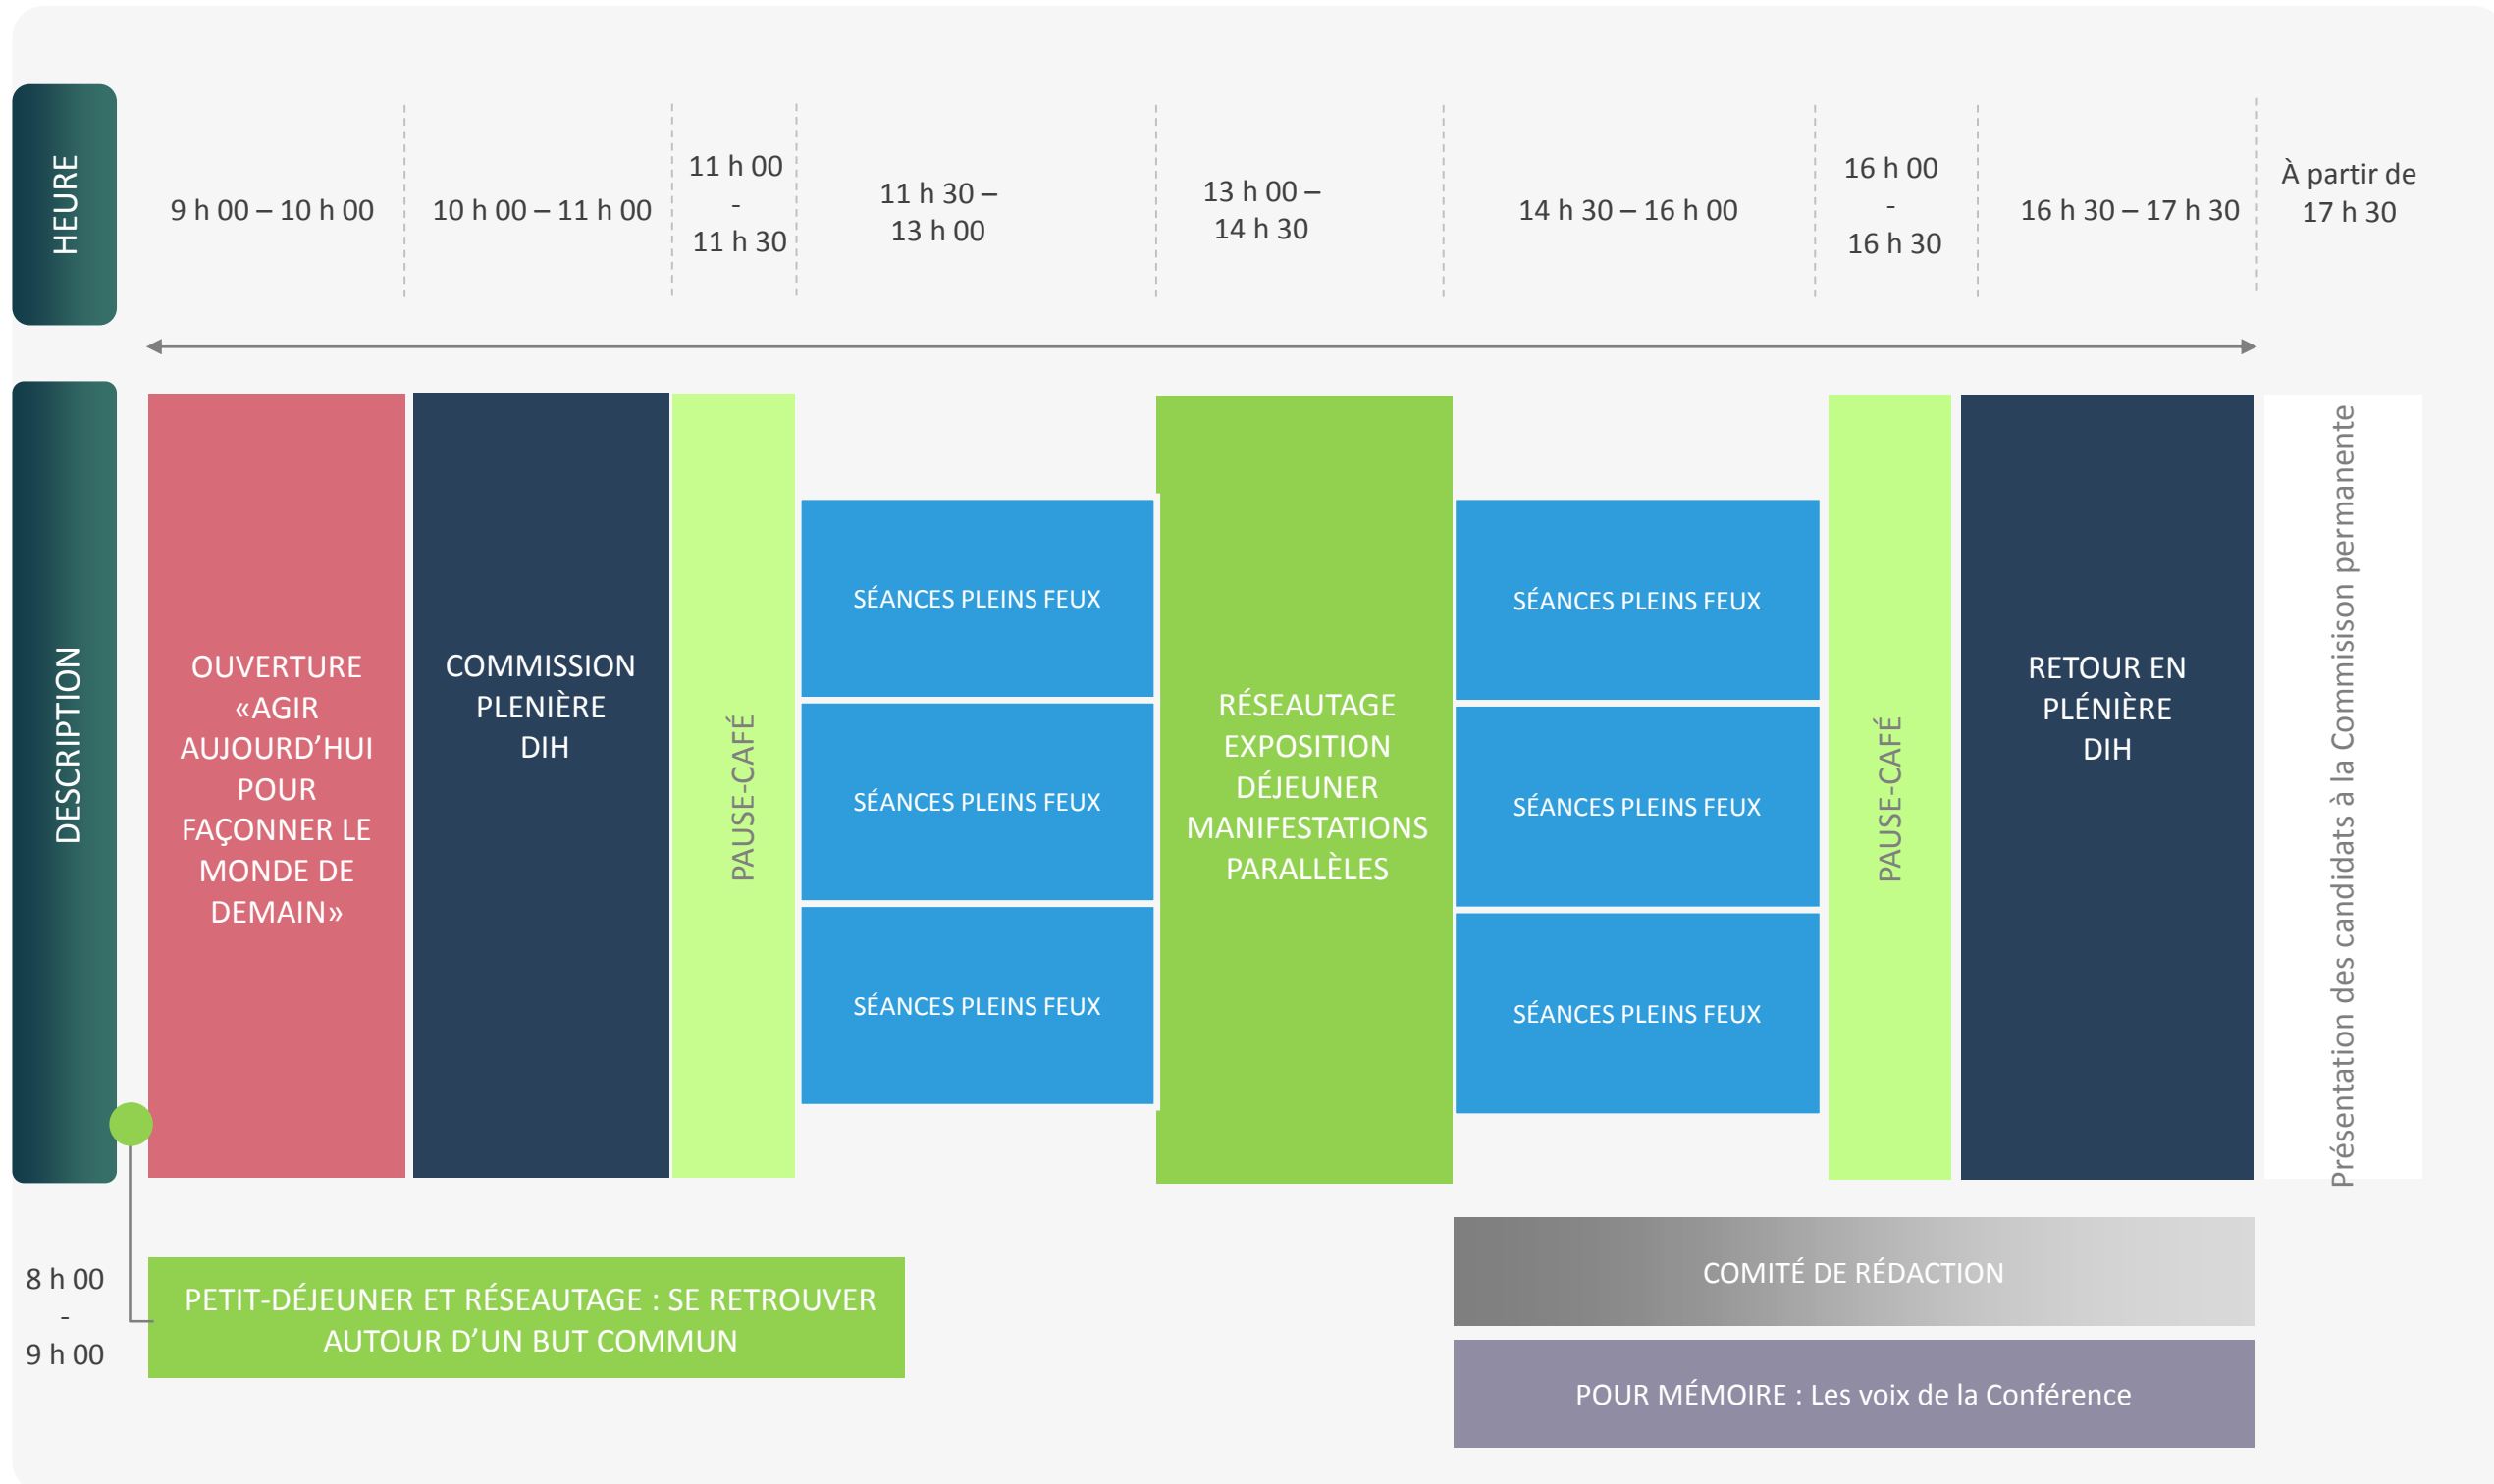 HEURE
9 h 00 – 10 h 00
10 h 00 – 11 h 00
11 h 00
-
11 h 30
11 h 30 –
13 h 00
13 h 00 –
14 h 30
14 h 30 – 16 h 00
16 h 00
-
16 h 30
16 h 30 – 17 h 30
À partir de
17 h 30
DESCRIPTION
OUVERTURE
«AGIR
AUJOURD’HUI
POUR
FAÇONNER LE
MONDE DE
DEMAIN»
COMMISSION
PLENIÈRE
DIH
PAUSE-CAFÉ
SÉANCES PLEINS FEUX
SÉANCES PLEINS FEUX
SÉANCES PLEINS FEUX
RÉSEAUTAGE
EXPOSITION
DÉJEUNER
MANIFESTATIONS
PARALLÈLES
SÉANCES PLEINS FEUX
SÉANCES PLEINS FEUX
SÉANCES PLEINS FEUX
PAUSE-CAFÉ
RETOUR EN
PLÉNIÈRE
DIH
Présentation des candidats à la Commisison permanente
8 h 00
-
9 h 00
PETIT-DÉJEUNER ET RÉSEAUTAGE : SE RETROUVER
AUTOUR D’UN BUT COMMUN
COMITÉ DE RÉDACTION
POUR MÉMOIRE : Les voix de la Conférence